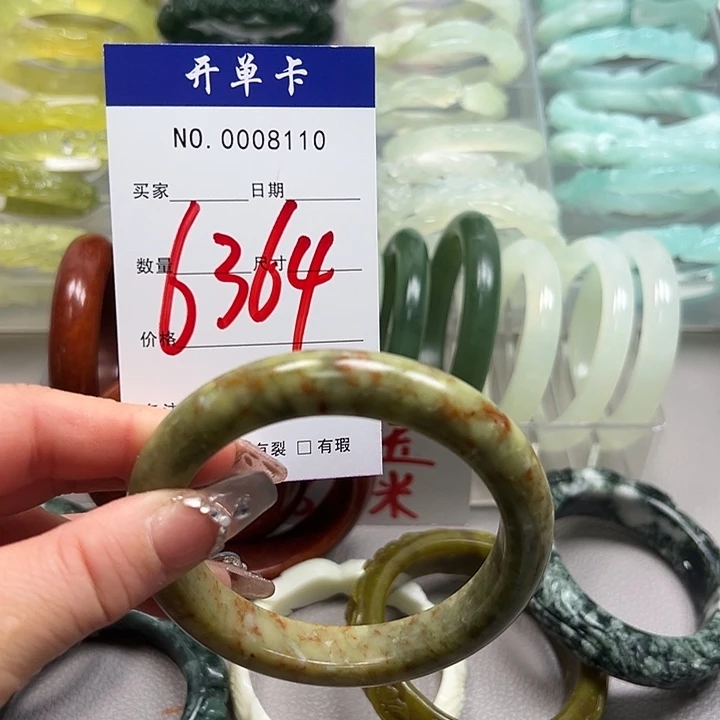 开单卡
NO. 0008110
买家 日期
6364
数量 尺寸
价格
有裂 □ 有瑕
米